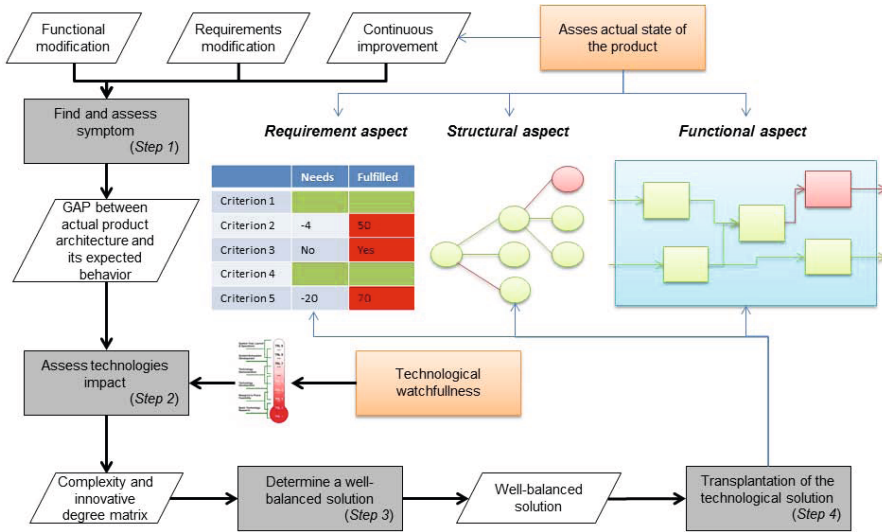 Functional
modification
Requirements
modification
Continuous
improvement
Asses actual state of
the product
Find and assess
symptom
(Step 1)
Requirement aspect
Structural aspect
Functional aspect
Needs Fulfilled
Criterion 1
Criterion 2 -4 50
Criterion 3 No Yes
Criterion 4
Criterion 5 -20 70
GAP between
actual product
architecture and
its expected
behavior
Assess technologies
impact
(Step 2)
Technological
watchfullness
Complexity and
innovative
degree matrix
Determine a well-
balanced solution
(Step 3)
Well-balanced
solution
Transplantation of the
technological solution
(Step 4)